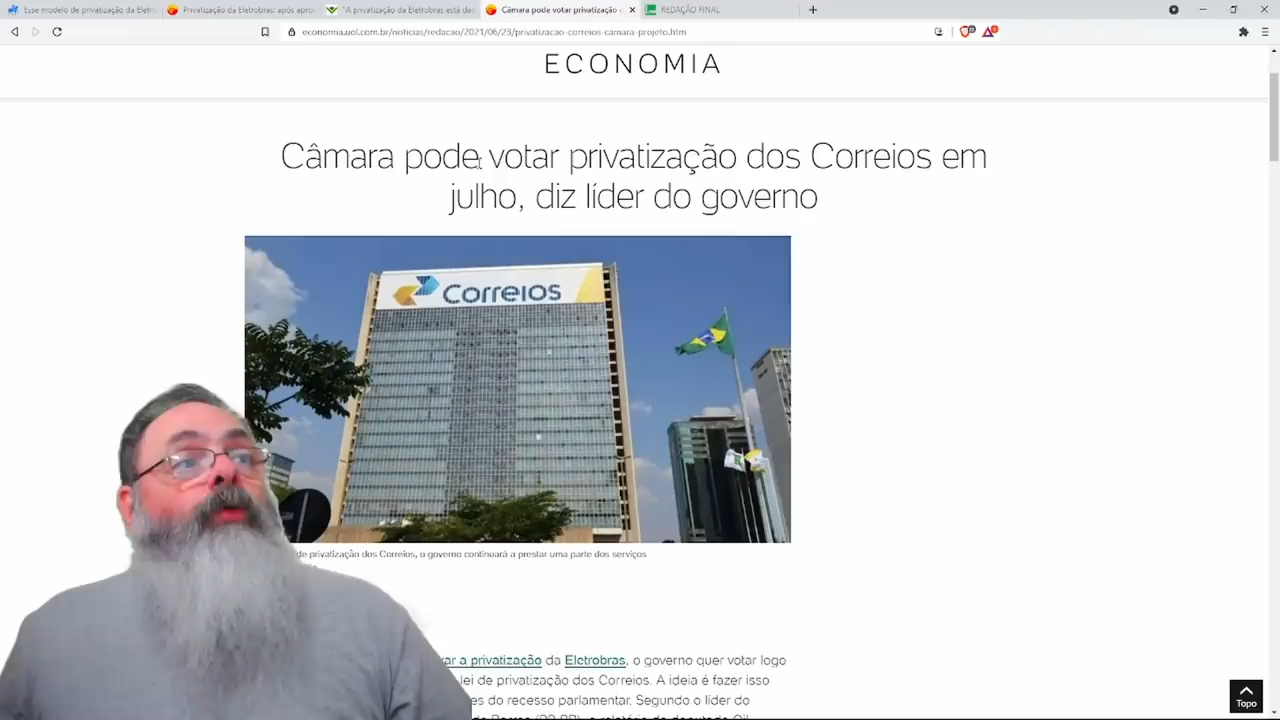 Esse modelo de privatização da Eletru
Privatização da Eletrobras: após apro
"A privatização da Eletrobras está da
Câmara pode votar privatização
REDAÇÃO FINAL
economia.uol.com.br/noticias/redacao/2021/06/23/privatizacao-correios-camara-projeto.htm
ECONOMIA
Câmara pode votar privatização dos Correios em
julho, diz líder do governo
Correios
de privatização dos Correios, o governo continuará a prestar uma parte dos serviços
ar a privatização da Eletrobras, o governo quer votar logo
lei de privatização dos Correios. A ideia é fazer isso
es do recesso parlamentar. Segundo o líder do
Topo